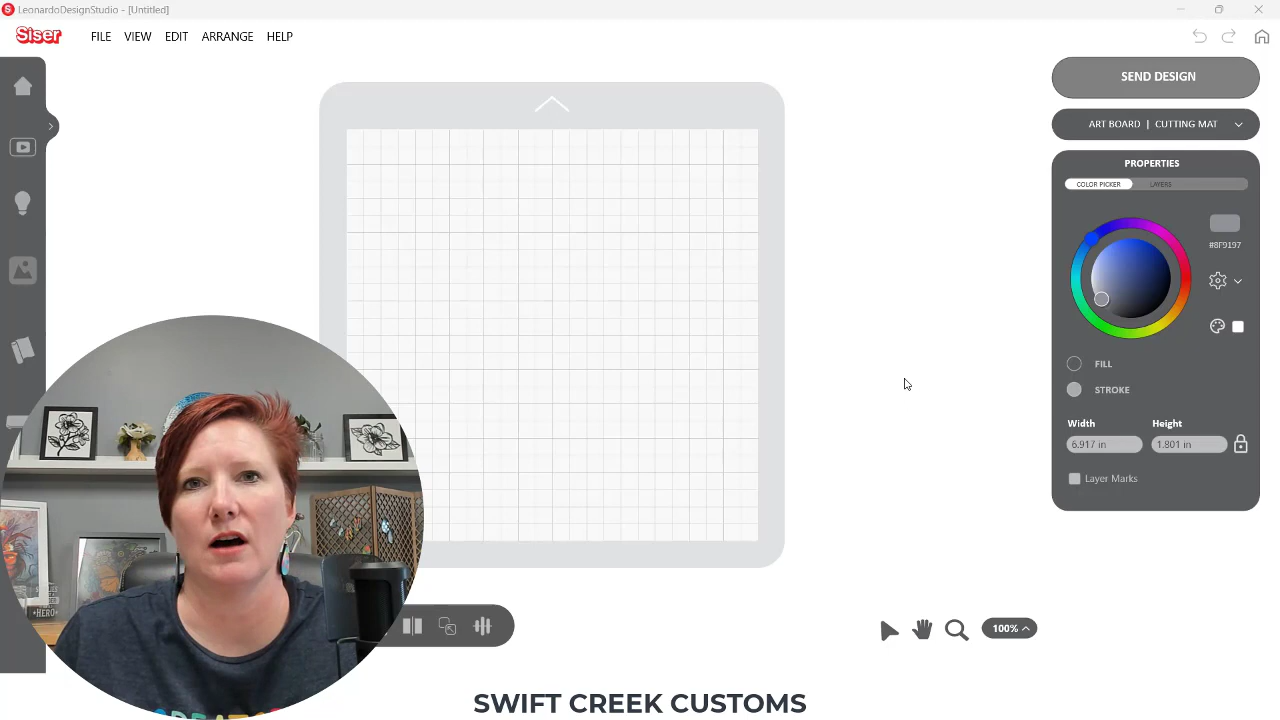 LeonardoDesignStudio - [Untitled]
Siser
FILE VIEW EDIT ARRANGE HELP
SEND DESIGN
ART BOARD | CUTTING MAT
PROPERTIES
COLOR PICKER LAYERS
#8F9197
FILL
STROKE
Width Height
6.917 in 1.801 in
Layer Marks
HERO
100%
SWIFT CREEK CUSTOMS